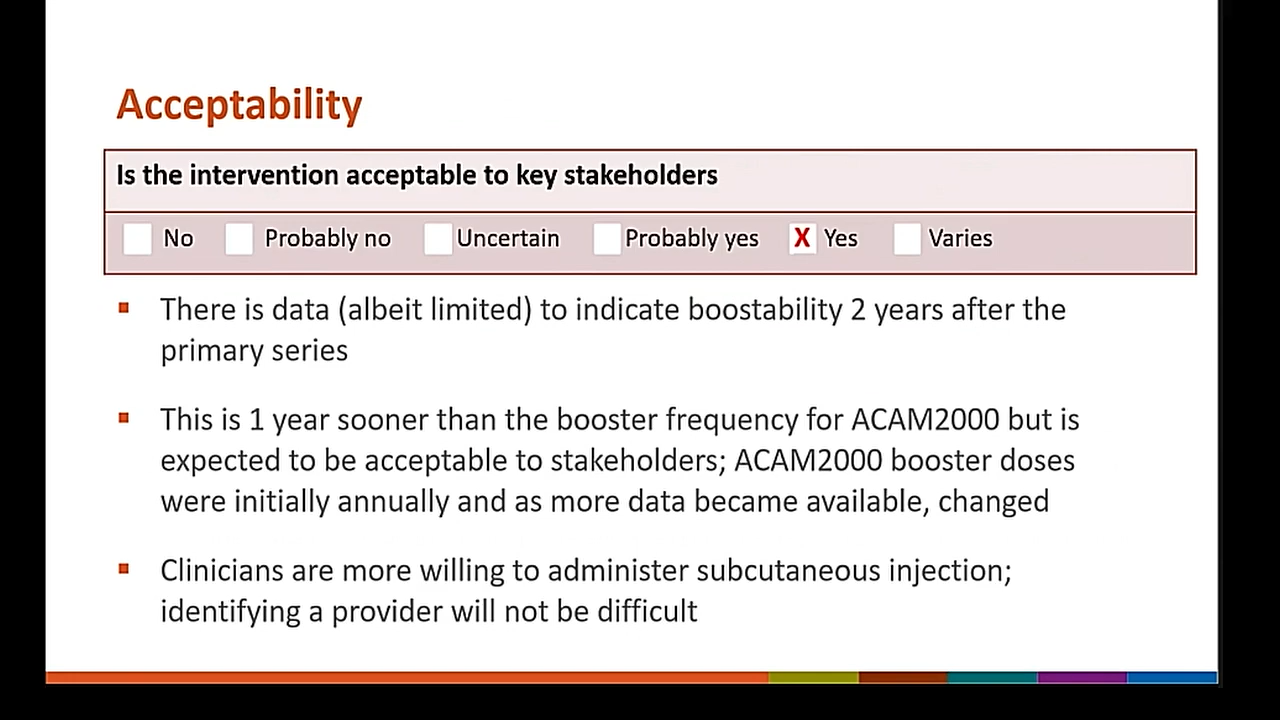 Acceptability
Is the intervention acceptable to key stakeholders
No Probably no Uncertain Probably yes X Yes Varies
There is data (albeit limited) to indicate boostability 2 years after the
primary series
This is 1 year sooner than the booster frequency for ACAM2000 but is
expected to be acceptable to stakeholders; ACAM2000 booster doses
were initially annually and as more data became available, changed
Clinicians are more willing to administer subcutaneous injection;
identifying a provider will not be difficult